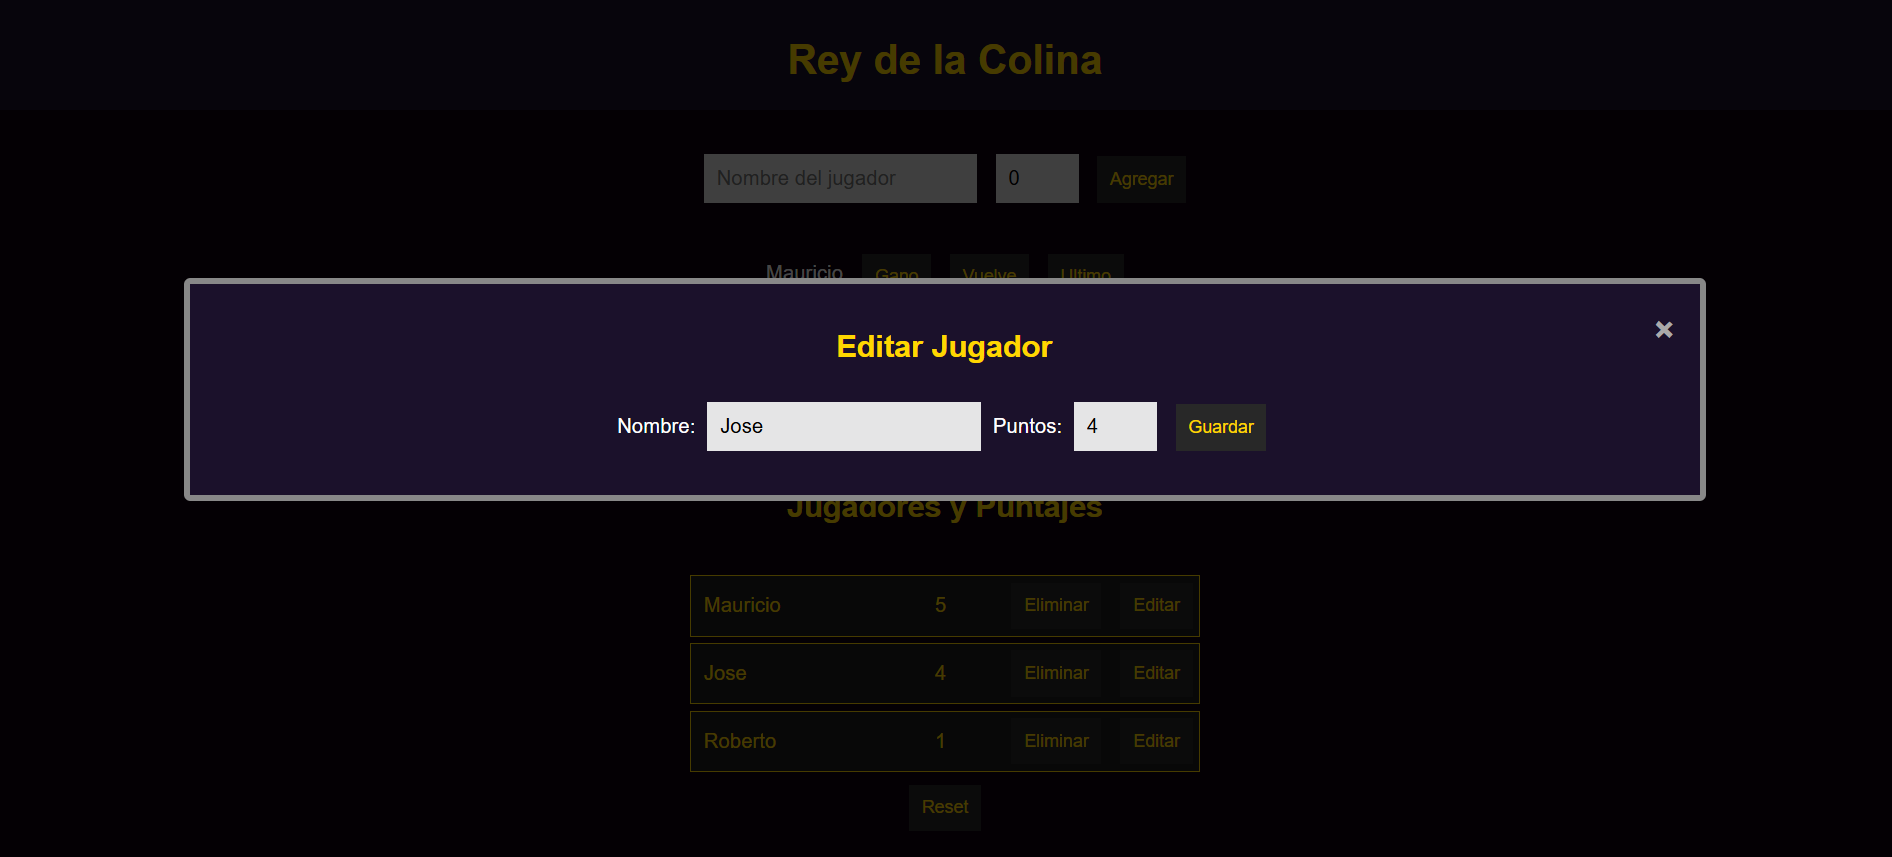 Rey de la Colina
Nombre del jugador 0 Agregar
Mauricio Gano Vuelve Ultimo
Editar Jugador ×
Nombre: Jose Puntos: 4 Guardar
Jugadores y Puntajes
Mauricio 5 Eliminar Editar
Jose 4 Eliminar Editar
Roberto 1 Eliminar Editar
Reset